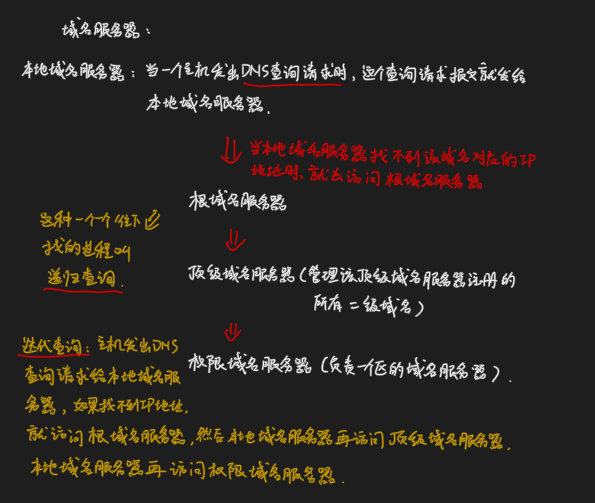 域名服务器：
本地域名服务器：当一个主机发出DNS查询请求时，这个查询请求报文就发给
本地域名服务器.
当本地域名服务器找不到该域名对应的IP
地址时、就去访问根域名服务器
根域名服务器
这种一个个往下
找的过程叫
递归查询.
顶级域名服务器（管理该顶级域名服务器注册的
所有二级域名）
权限域名服务器（负责一个区的域名服务器）.
迭代查询：主机发出DNS
查询请求给本地域名服
务器，如果找不到IP地址.
就访问根域名服务器，然后本地域名服务器再访问顶级域名服务器.
本地域名服务器再访问权限域名服务器.